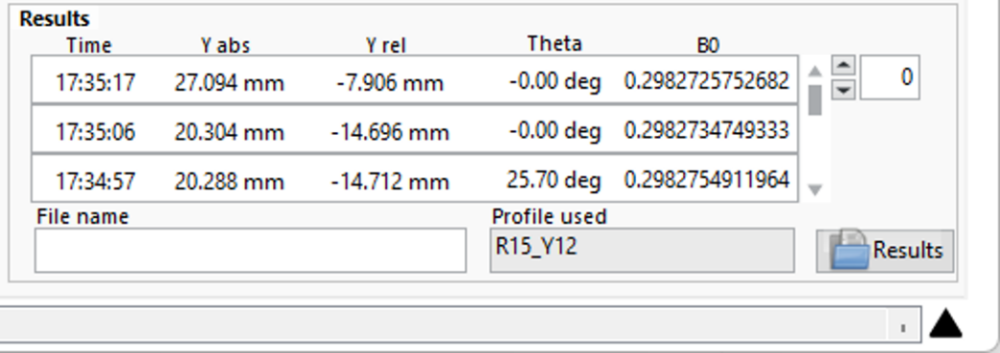 Results
Time Y abs Y rel Theta B0
17:35:17 27.094 mm -7.906 mm -0.00 deg 0.2982725752682 0
17:35:06 20.304 mm -14.696 mm -0.00 deg 0.2982734749333
17:34:57 20.288 mm -14.712 mm 25.70 deg 0.2982754911964
File name Profile used
R15_Y12 Results